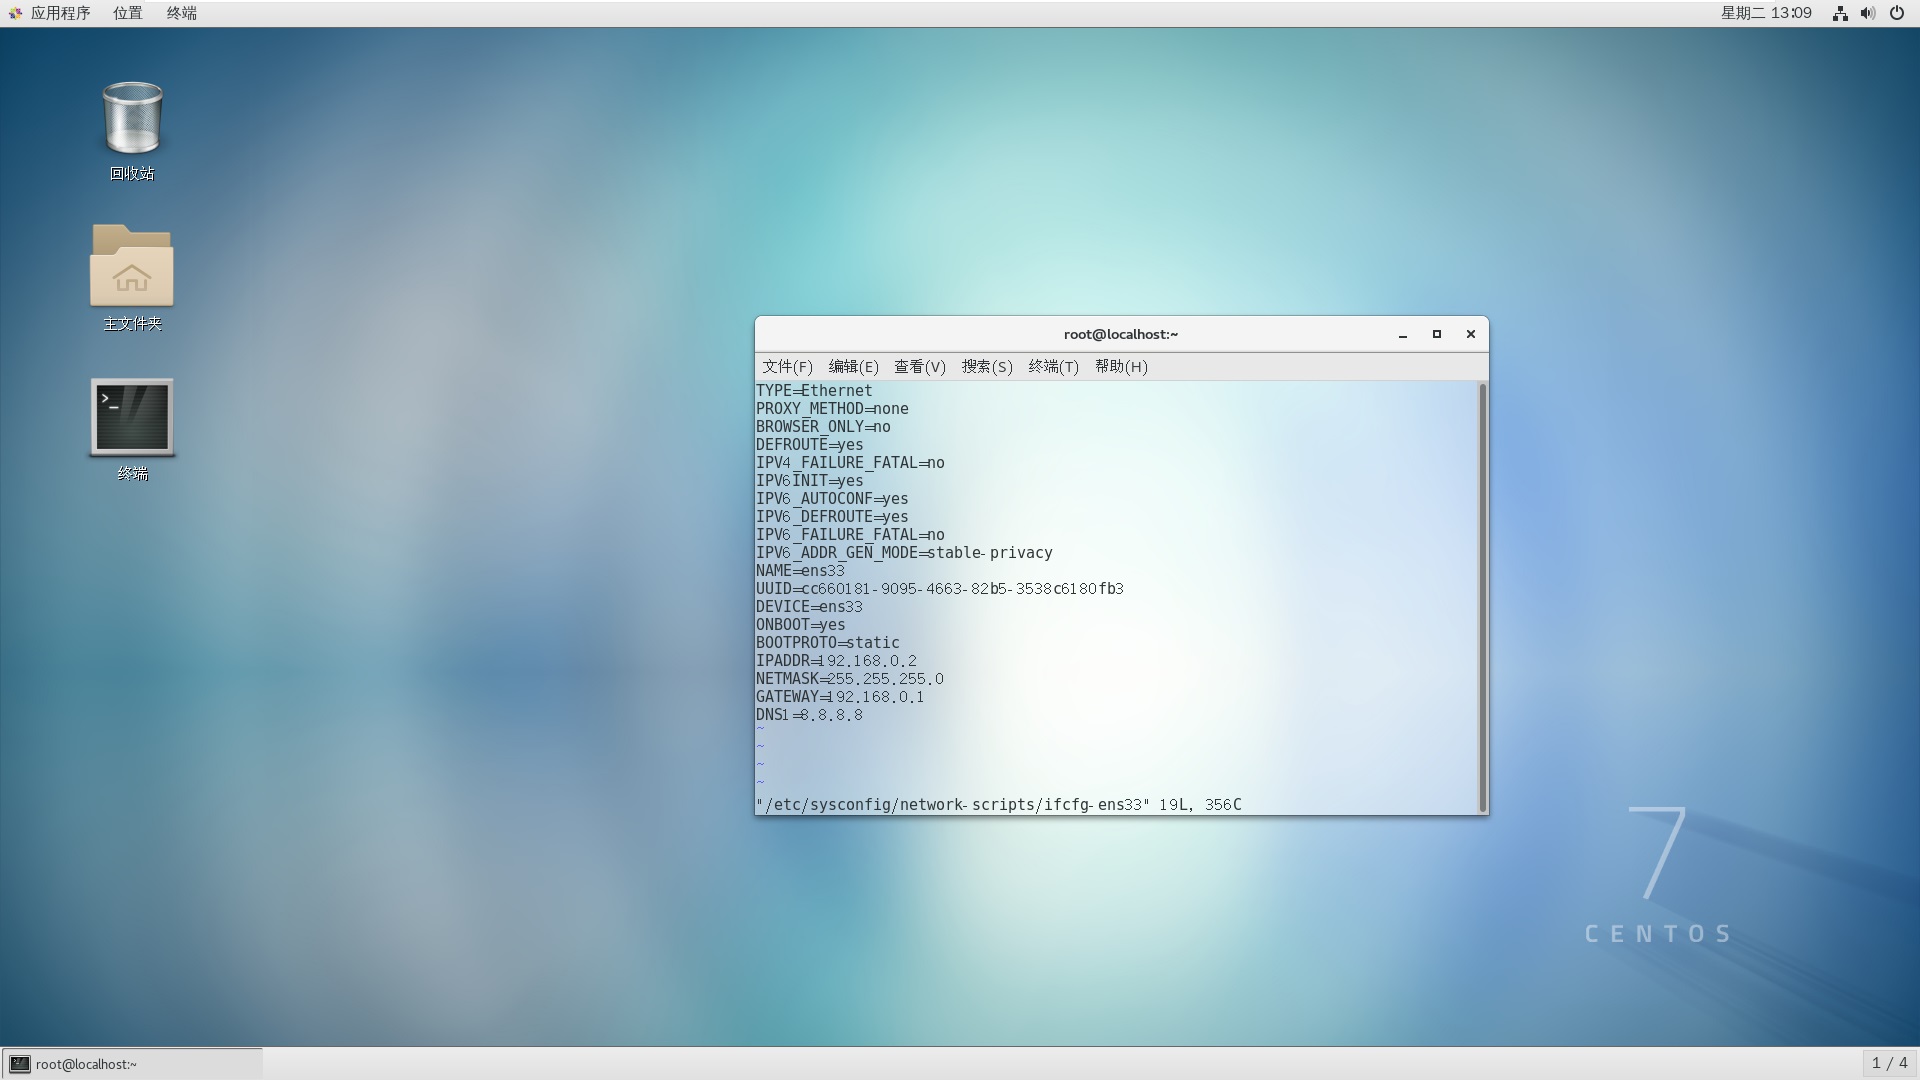 应用程序 位置 终端 星期二 13:09
回收站
主文件夹
终端
root@localhost:~
文件(F) 编辑(E) 查看(V) 搜索(S) 终端(T) 帮助(H)
TYPE=Ethernet
PROXY_METHOD=none
BROWSER_ONLY=no
DEFROUTE=yes
IPV4_FAILURE_FATAL=no
IPV6INIT=yes
IPV6_AUTOCONF=yes
IPV6_DEFROUTE=yes
IPV6_FAILURE_FATAL=no
IPV6_ADDR_GEN_MODE=stable-privacy
NAME=ens33
UUID=cc660181-9095-4663-82b5-3538c6180fb3
DEVICE=ens33
ONBOOT=yes
BOOTPROTO=static
IPADDR=192.168.0.2
NETMASK=255.255.255.0
GATEWAY=192.168.0.1
DNS1=8.8.8.8
~
~
~
~
"/etc/sysconfig/network-scripts/ifcfg-ens33" 19L, 356C
7
CENTOS
root@localhost:~
1 / 4